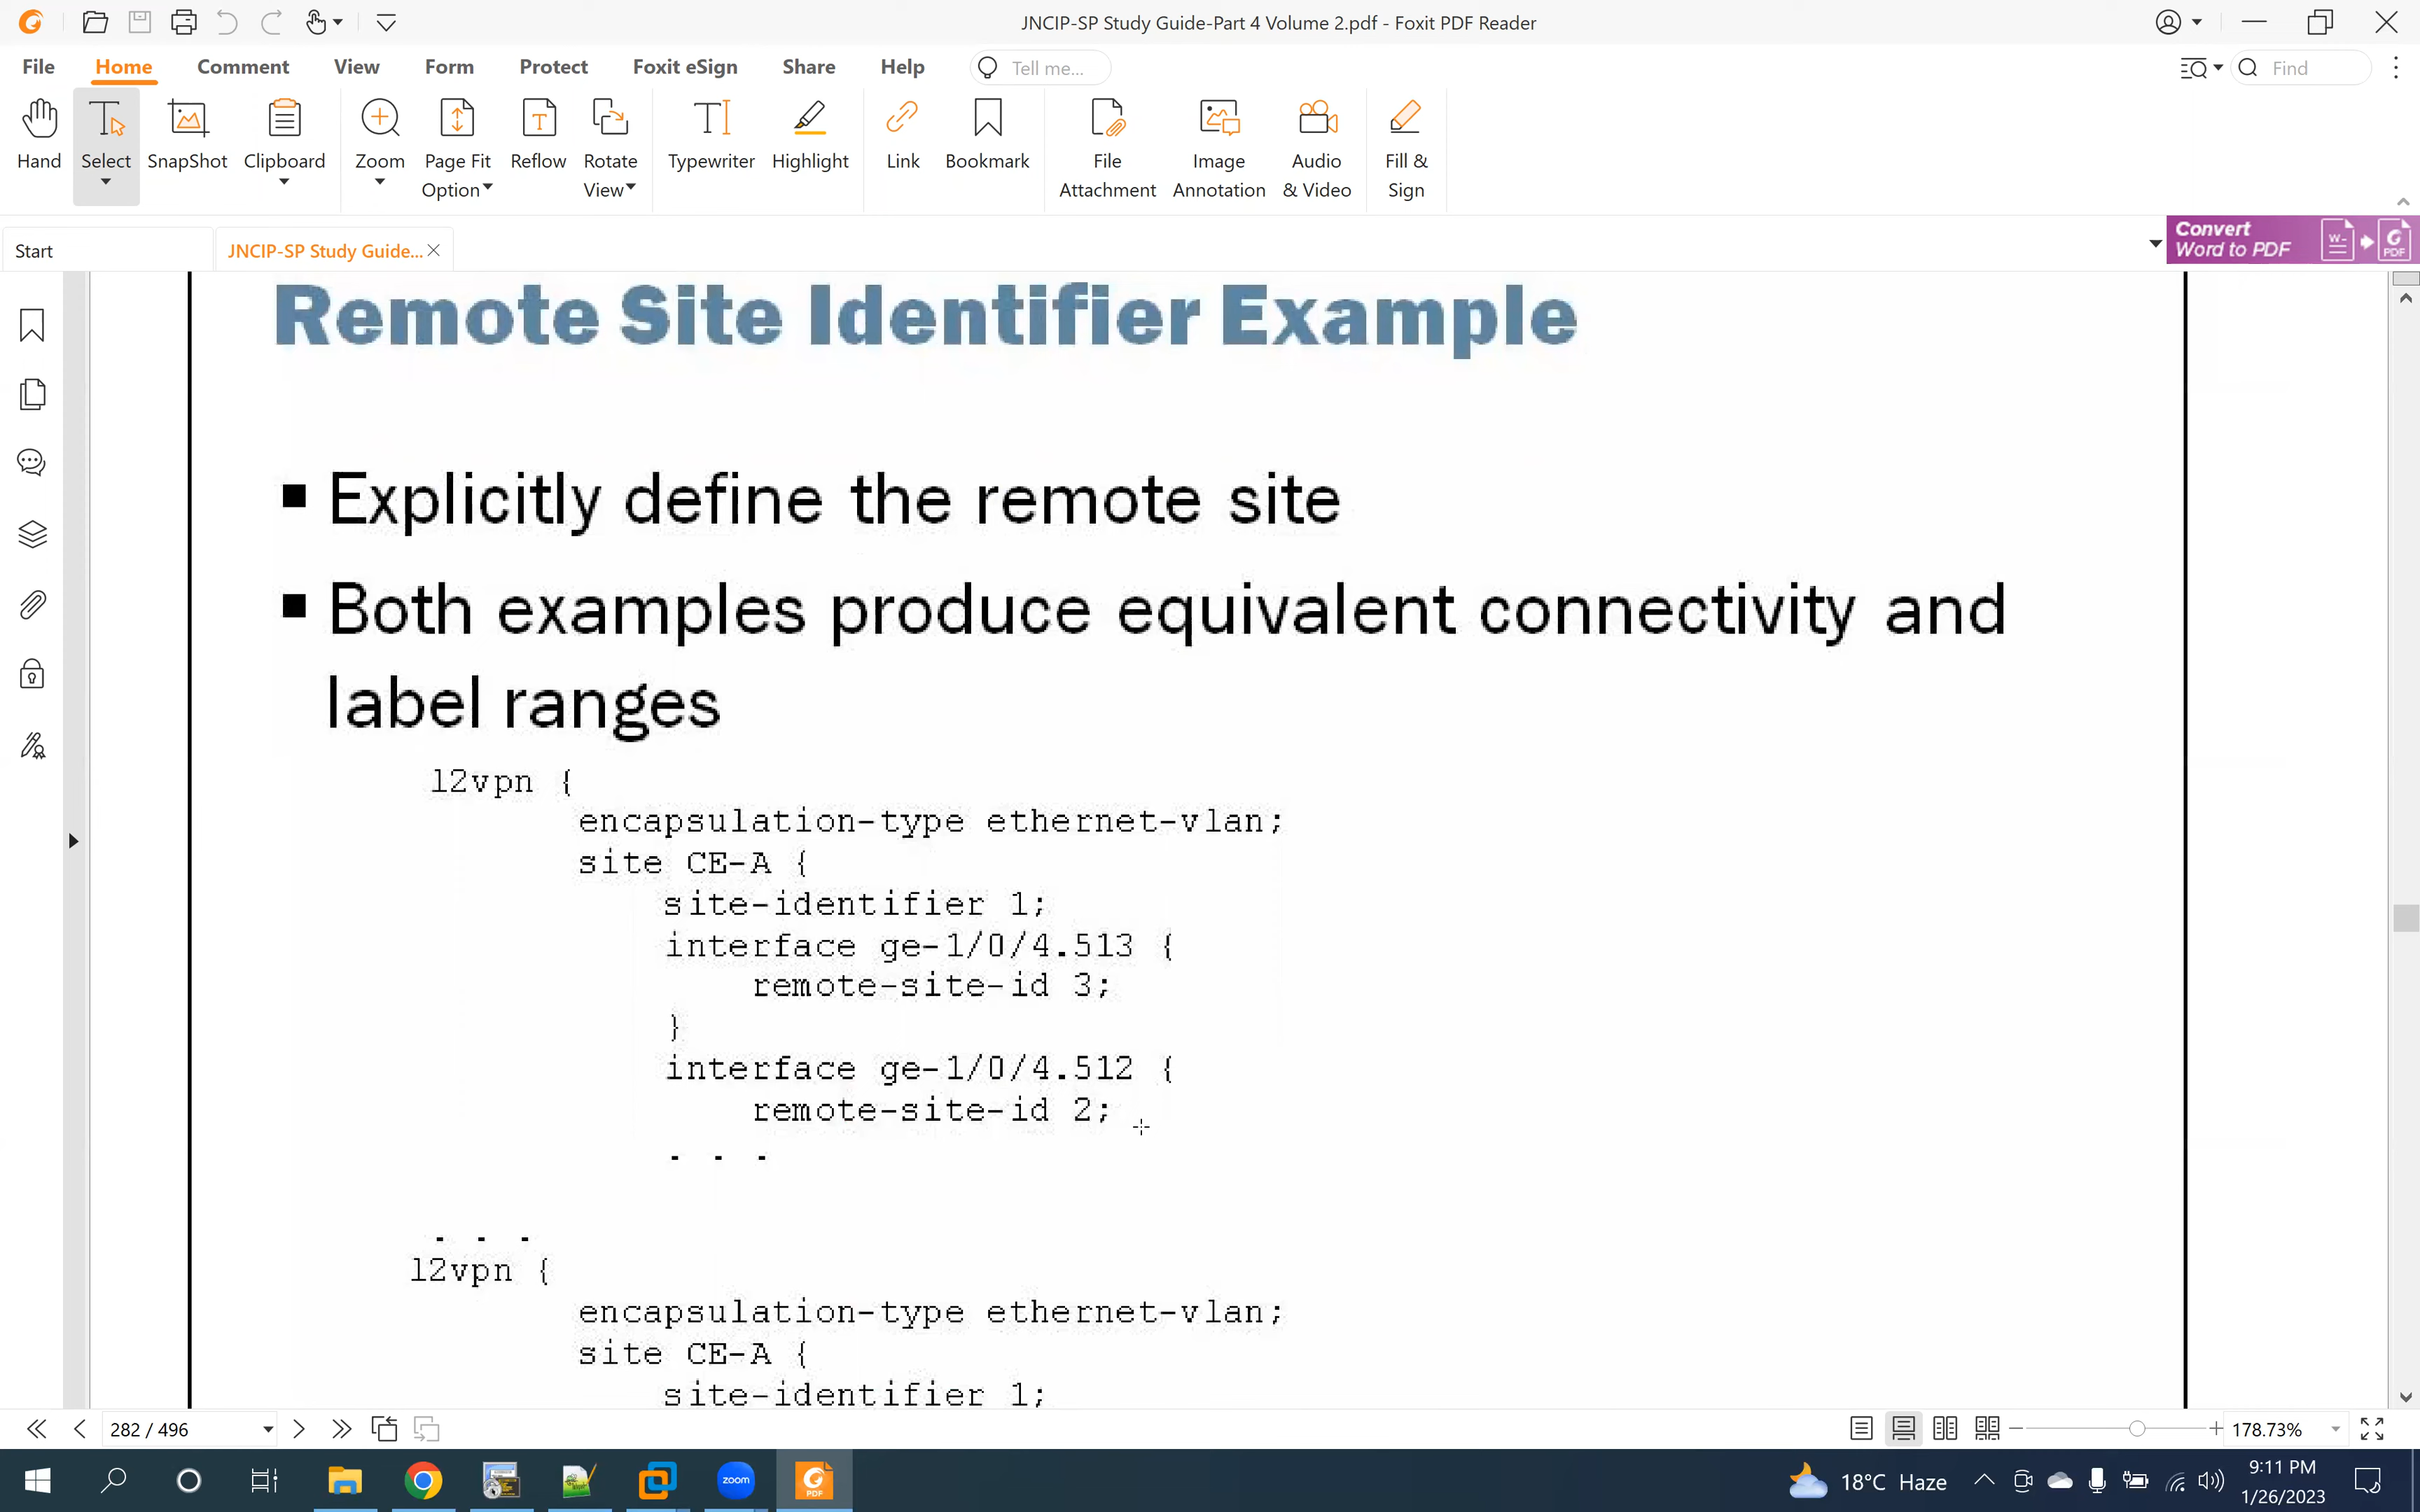 JNCIP-SP Study Guide-Part 4 Volume 2.pdf - Foxit PDF Reader
File Home Comment View Form Protect Foxit eSign Share Help Tell me... Find
Hand Select SnapShot Clipboard Zoom Page Fit Option Reflow Rotate View Typewriter Highlight Link Bookmark File Attachment Image Annotation Audio & Video Fill & Sign
Start JNCIP-SP Study Guide...
Convert
Word to PDF
W
PDF
Remote Site Identifier Example
■ Explicitly define the remote site
■ Both examples produce equivalent connectivity and
label ranges
l2vpn {
encapsulation-type ethernet-vlan;
site CE-A {
site-identifier 1;
interface ge-1/0/4.513 {
remote-site-id 3;
}
interface ge-1/0/4.512 {
remote-site-id 2;
. . .
. . .
l2vpn {
encapsulation-type ethernet-vlan;
site CE-A {
site-identifier 1;
282 / 496
178.73%
zoom
PDF
18°C Haze
9:11 PM
1/26/2023